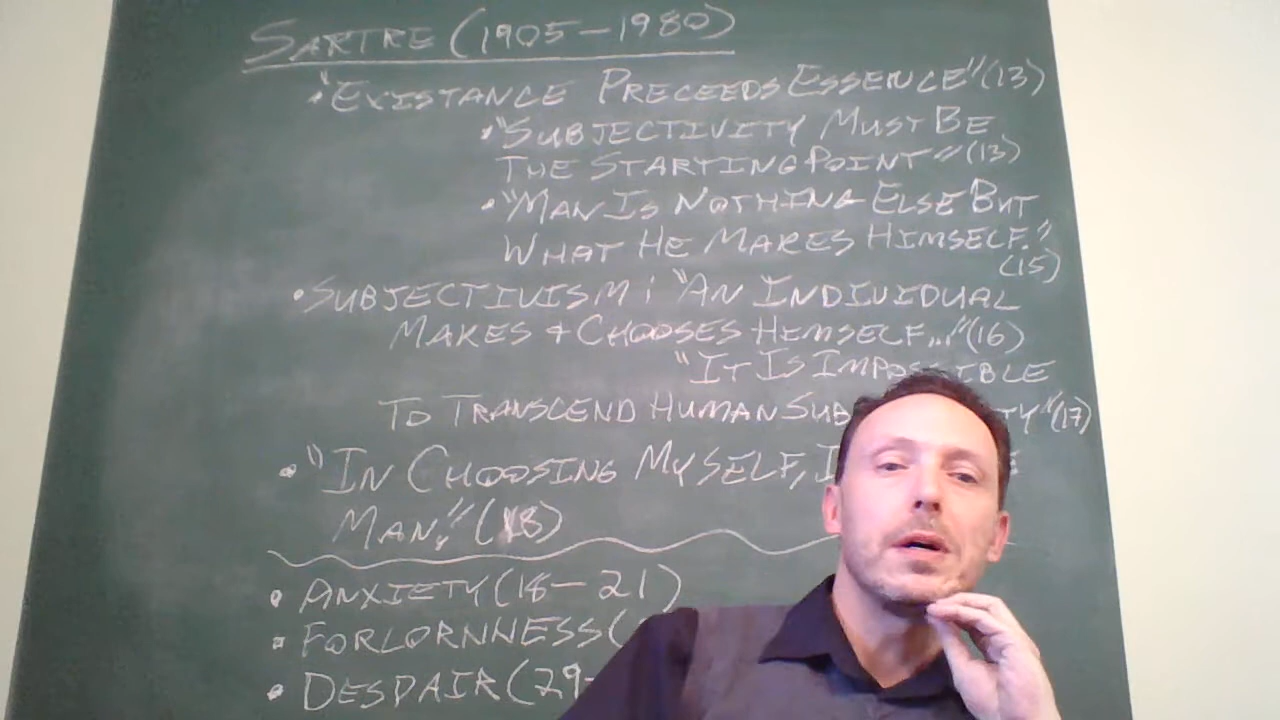 SARTRE (1905-1980)
• "EXISTANCE PRECEEDS ESSENCE" (13)
• "SUBJECTIVITY MUST BE
THE STARTING POINT" (13)
• "MAN IS NOTHING ELSE BUT
WHAT HE MAKES HIMSELF."
(15)
• SUBJECTIVISM: "AN INDIVIDUAL
MAKES + CHOOSES HEMSELF..." (16)
"IT IS IMPOSSIBLE
TO TRANSCEND HUMAN (17)
• "IN CHOOSING MYSELF, I
MAN." (18)
• ANXIETY (18-21)
• FORLORNNESS (
• DESPAIR (29-